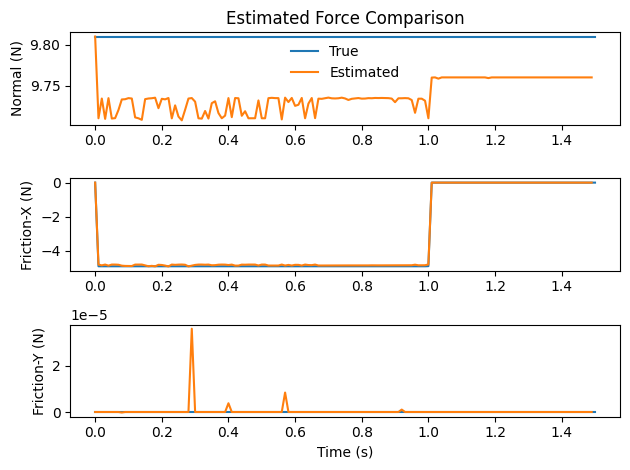 Estimated Force Comparison
Normal (N)
9.80
9.75
True
Estimated
0.0 0.2 0.4 0.6 0.8 1.0 1.2 1.4
Friction-X (N)
0
−2
−4
0.0 0.2 0.4 0.6 0.8 1.0 1.2 1.4
1e−5
Friction-Y (N)
2
0
0.0 0.2 0.4 0.6 0.8 1.0 1.2 1.4
Time (s)